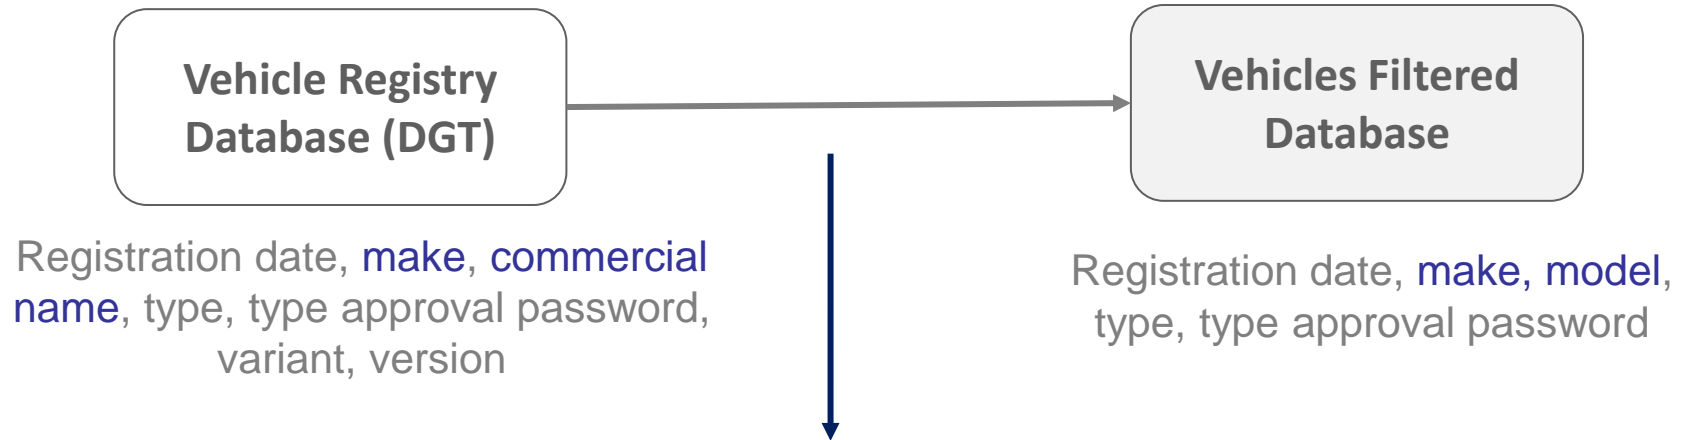 Vehicle Registry
Database (DGT)
Vehicles Filtered
Database
Registration date, make, commercial
name, type, type approval password,
variant, version
Registration date, make, model,
type, type approval password